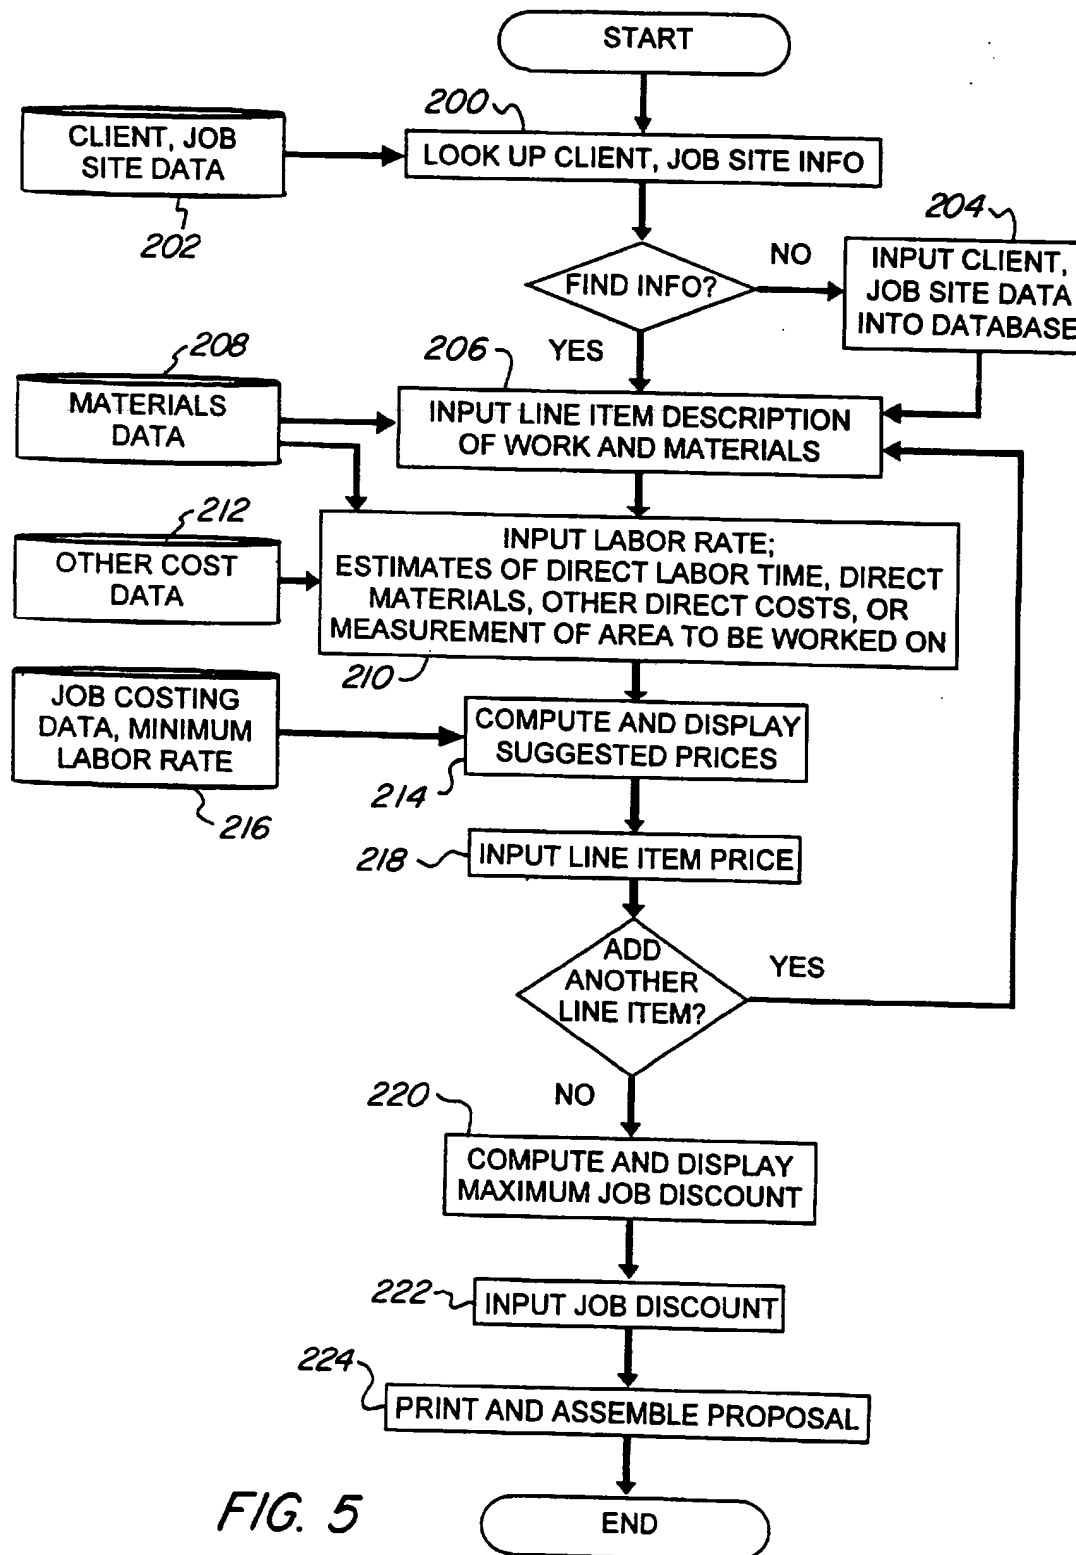 START
200
CLIENT, JOB
SITE DATA
LOOK UP CLIENT, JOB SITE INFO
202
204
FIND INFO?
NO
INPUT CLIENT,
JOB SITE DATA
INTO DATABASE
YES
206
208
MATERIALS
DATA
INPUT LINE ITEM DESCRIPTION
OF WORK AND MATERIALS
212
OTHER COST
DATA
INPUT LABOR RATE;
ESTIMATES OF DIRECT LABOR TIME, DIRECT
MATERIALS, OTHER DIRECT COSTS, OR
MEASUREMENT OF AREA TO BE WORKED ON
210
JOB COSTING
DATA, MINIMUM
LABOR RATE
COMPUTE AND DISPLAY
SUGGESTED PRICES
214
216
218
INPUT LINE ITEM PRICE
ADD
ANOTHER
LINE ITEM?
YES
NO
220
COMPUTE AND DISPLAY
MAXIMUM JOB DISCOUNT
222
INPUT JOB DISCOUNT
224
PRINT AND ASSEMBLE PROPOSAL
FIG. 5
END